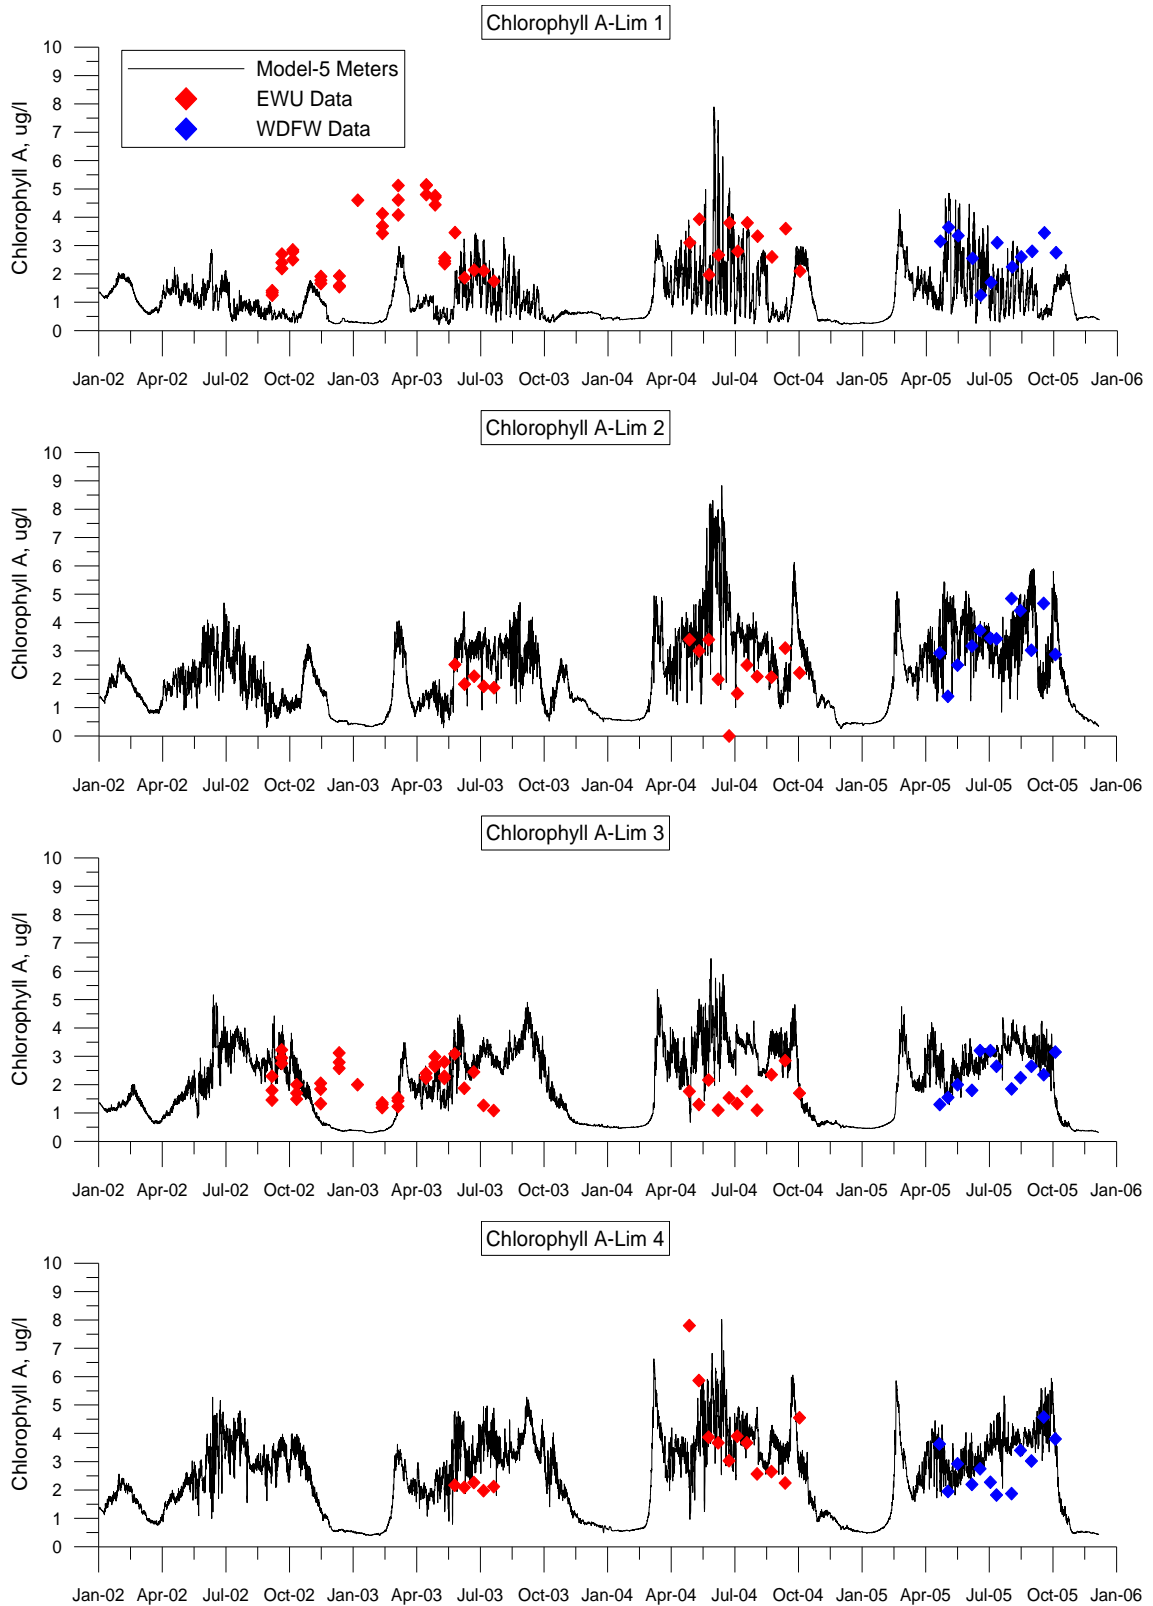 Chlorophyll A-Lim 1
10
9
8
7
6
5
4
3
2
1
0
Chlorophyll A, ug/l
Model-5 Meters
EWU Data
WDFW Data
Jan-02 Apr-02 Jul-02 Oct-02 Jan-03 Apr-03 Jul-03 Oct-03 Jan-04 Apr-04 Jul-04 Oct-04 Jan-05 Apr-05 Jul-05 Oct-05 Jan-06
Chlorophyll A-Lim 2
10
9
8
7
6
5
4
3
2
1
0
Chlorophyll A, ug/l
Jan-02 Apr-02 Jul-02 Oct-02 Jan-03 Apr-03 Jul-03 Oct-03 Jan-04 Apr-04 Jul-04 Oct-04 Jan-05 Apr-05 Jul-05 Oct-05 Jan-06
Chlorophyll A-Lim 3
10
9
8
7
6
5
4
3
2
1
0
Chlorophyll A, ug/l
Jan-02 Apr-02 Jul-02 Oct-02 Jan-03 Apr-03 Jul-03 Oct-03 Jan-04 Apr-04 Jul-04 Oct-04 Jan-05 Apr-05 Jul-05 Oct-05 Jan-06
Chlorophyll A-Lim 4
10
9
8
7
6
5
4
3
2
1
0
Chlorophyll A, ug/l
Jan-02 Apr-02 Jul-02 Oct-02 Jan-03 Apr-03 Jul-03 Oct-03 Jan-04 Apr-04 Jul-04 Oct-04 Jan-05 Apr-05 Jul-05 Oct-05 Jan-06